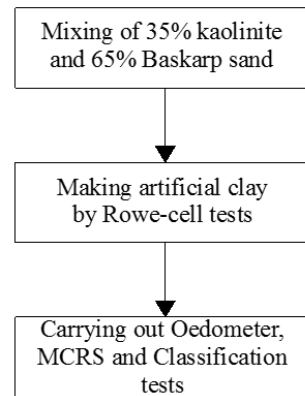 Mixing of 35% kaolinite
and 65% Baskarp sand
Making artificial clay
by Rowe-cell tests
Carrying out Oedometer,
MCRS and Classification
tests